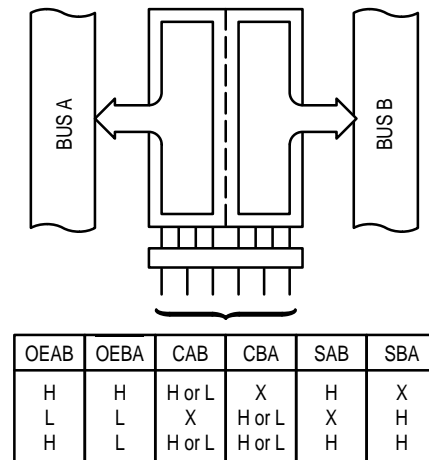 BUS A
BUS B
OEAB OEBA CAB CBA SAB SBA
H H H or L X H X
L L X H or L X H
H L H or L H or L H H